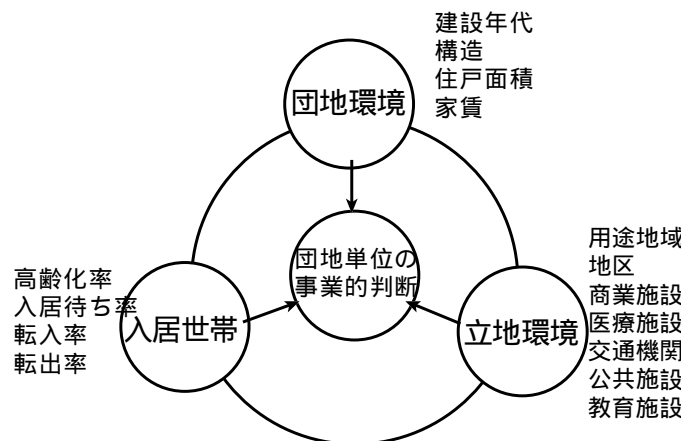 建設年代
構造
住戸面積
家賃
団地環境
団地単位の
事業的判断
高齢化率
入居待ち率
転入率
転出率
入居世帯
立地環境
用途地域
地区
商業施設
医療施設
交通機関
公共施設
教育施設